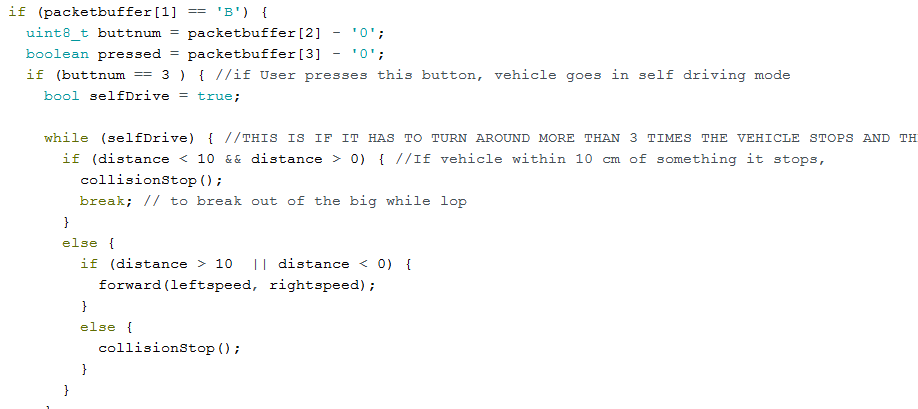 if (packetbuffer[1] == 'B') {
uint8_t buttnum = packetbuffer[2] - '0';
boolean pressed = packetbuffer[3] - '0';
if (buttnum == 3 ) { //if User presses this button, vehicle goes in self driving mode
bool selfDrive = true;
while (selfDrive) { //THIS IS IF IT HAS TO TURN AROUND MORE THAN 3 TIMES THE VEHICLE STOPS AND TH
if (distance < 10 && distance > 0) { //If vehicle within 10 cm of something it stops,
collisionStop();
break; // to break out of the big while lop
}
else {
if (distance > 10  || distance < 0) {
forward(leftspeed, rightspeed);
}
else {
collisionStop();
}
}